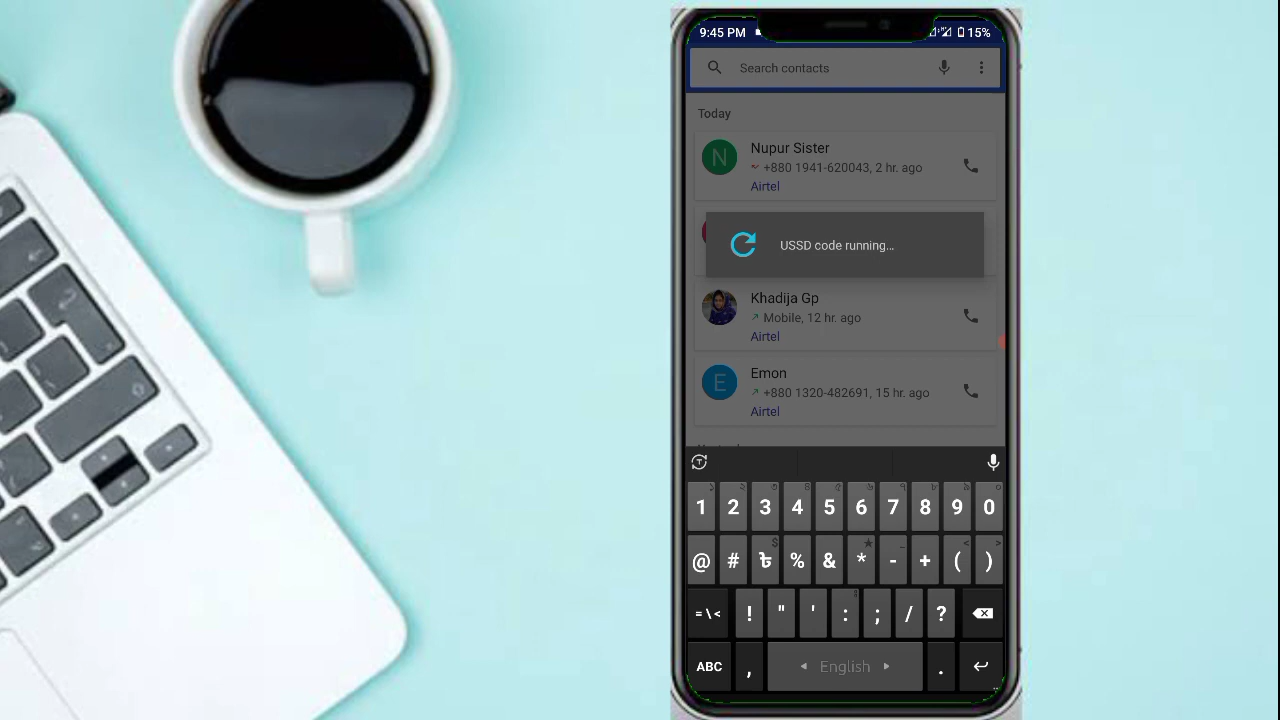 9:45 PM 15%
Search contacts
Today
N Nupur Sister
+880 1941-620043, 2 hr. ago
Airtel
USSD code running...
Khadija Gp
Mobile, 12 hr. ago
Airtel
E Emon
+880 1320-482691, 15 hr. ago
Airtel
1 2 3 4 5 6 7 8 9 0
$ ★ _ < >
@ # ৳ % & * - + ( )
= \ < ! " ' : ; / ?
ABC , English .